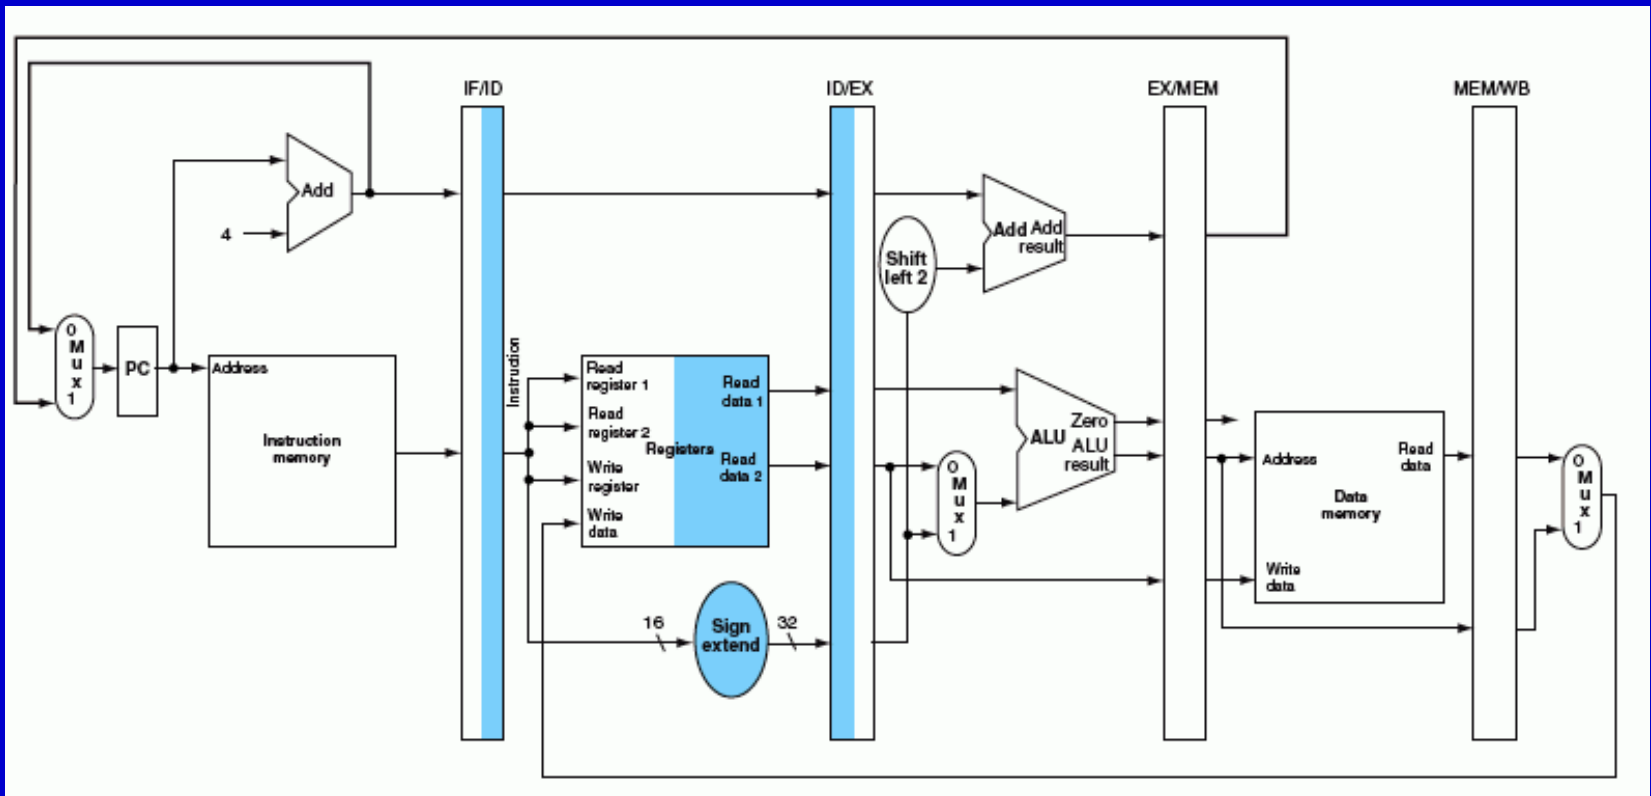 IF/ID
ID/EX
EX/MEM
MEM/WB
Add
4
Add Add
result
Shift
left 2
0
M
u
x
1
PC
Address
Instruction
memory
Instruction
Read
register 1
Read
register 2
Write
register
Write
data
Registers
Read
data 1
Read
data 2
16
Sign
extend
32
0
M
u
x
1
ALU
Zero
ALU
result
Address
Read
data
Data
memory
Write
data
0
M
u
x
1